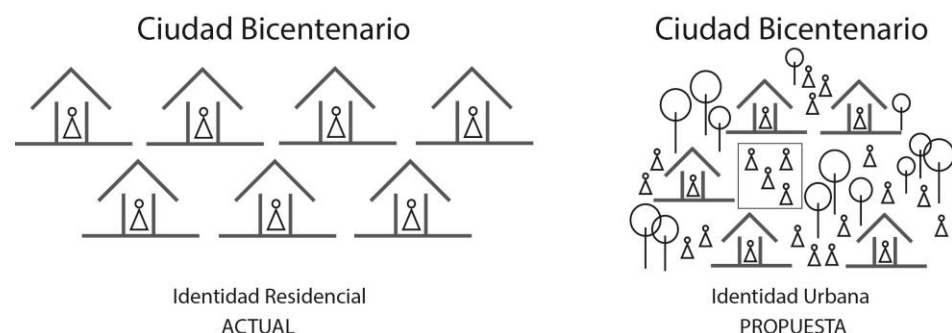 Ciudad Bicentenario
Identidad Residencial
ACTUAL
Ciudad Bicentenario
Identidad Urbana
PROPUESTA